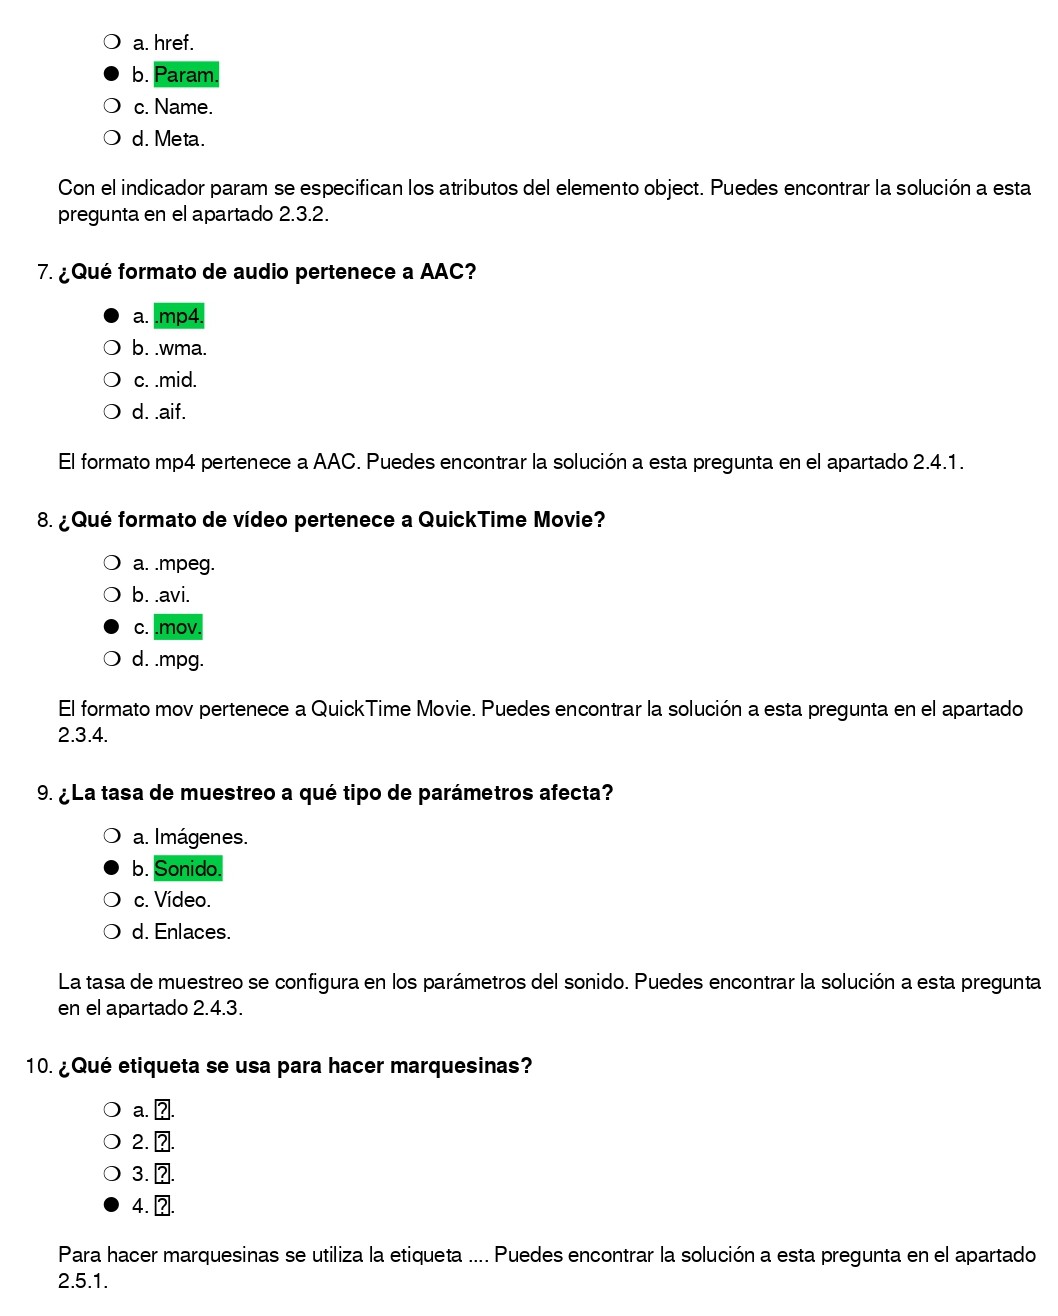 a. href.
b. Param.
c. Name.
d. Meta.
Con el indicador param se especifican los atributos del elemento object. Puedes encontrar la solución a esta
pregunta en el apartado 2.3.2.
7. ¿Qué formato de audio pertenece a AAC?
a. .mp4.
b. .wma.
c. .mid.
d. .aif.
El formato mp4 pertenece a AAC. Puedes encontrar la solución a esta pregunta en el apartado 2.4.1.
8. ¿Qué formato de vídeo pertenece a QuickTime Movie?
a. .mpeg.
b. .avi.
c. .mov.
d. .mpg.
El formato mov pertenece a QuickTime Movie. Puedes encontrar la solución a esta pregunta en el apartado
2.3.4.
9. ¿La tasa de muestreo a qué tipo de parámetros afecta?
a. Imágenes.
b. Sonido.
c. Vídeo.
d. Enlaces.
La tasa de muestreo se configura en los parámetros del sonido. Puedes encontrar la solución a esta pregunta
en el apartado 2.4.3.
10. ¿Qué etiqueta se usa para hacer marquesinas?
a. ⍰.
2. ⍰.
3. ⍰.
4. ⍰.
Para hacer marquesinas se utiliza la etiqueta .... Puedes encontrar la solución a esta pregunta en el apartado
2.5.1.